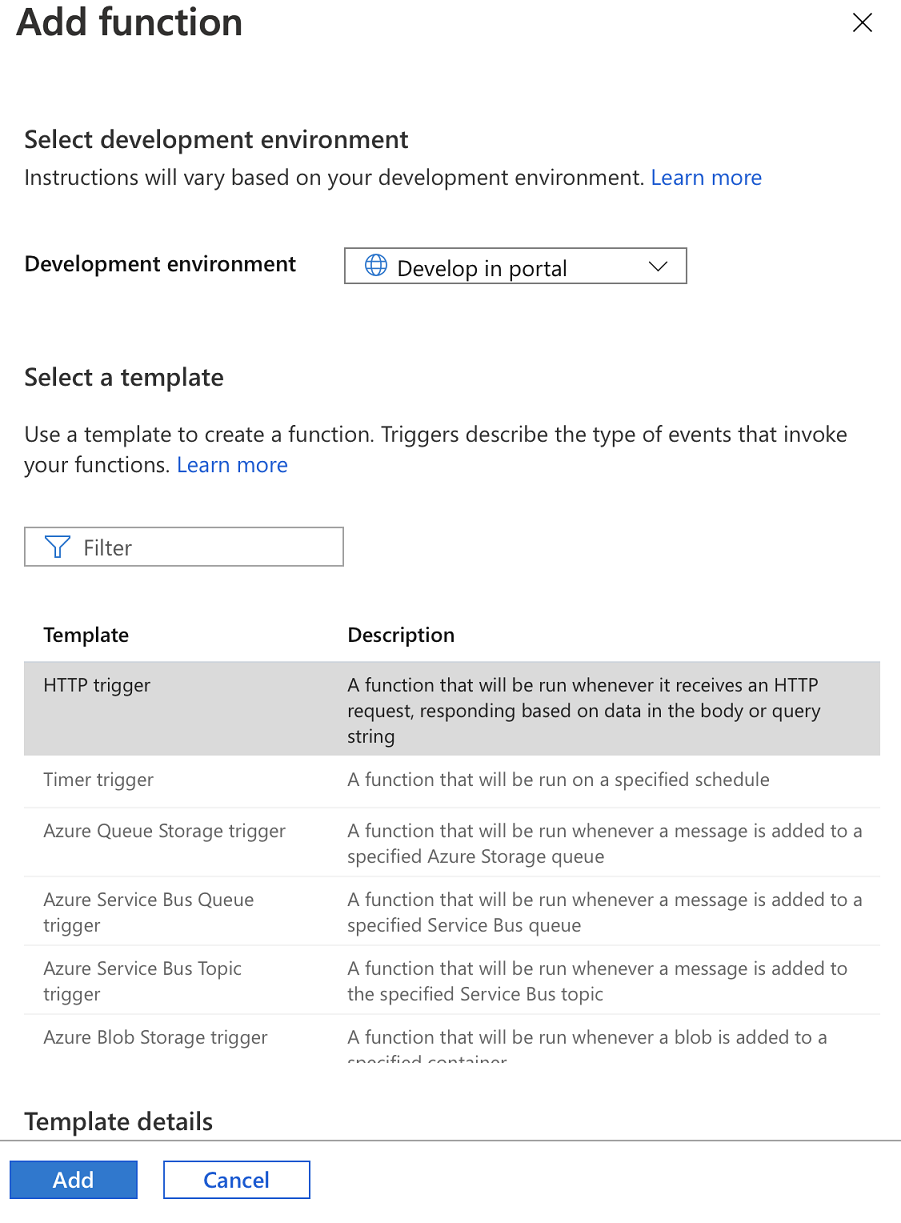 Add function
Select development environment
Instructions will vary based on your development environment. Learn more
Development environment
Develop in portal
Select a template
Use a template to create a function. Triggers describe the type of events that invoke
your functions. Learn more
Filter
Template Description
HTTP trigger A function that will be run whenever it receives an HTTP
request, responding based on data in the body or query
string
Timer trigger A function that will be run on a specified schedule
Azure Queue Storage trigger A function that will be run whenever a message is added to a
specified Azure Storage queue
Azure Service Bus Queue A function that will be run whenever a message is added to a
trigger specified Service Bus queue
Azure Service Bus Topic A function that will be run whenever a message is added to
trigger the specified Service Bus topic
Azure Blob Storage trigger A function that will be run whenever a blob is added to a
specified container
Template details
Add Cancel